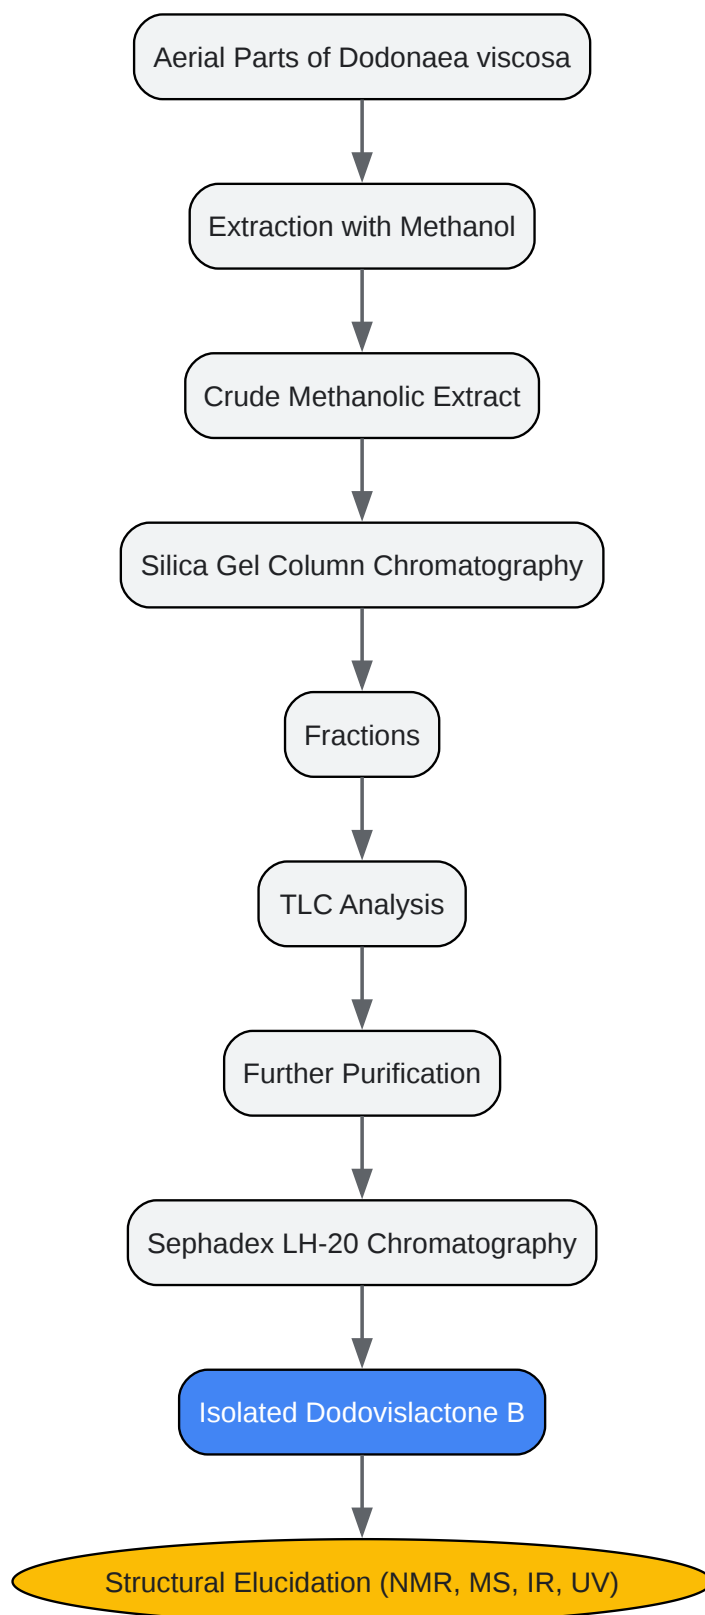 Aerial Parts of Dodonaea viscosa
Extraction with Methanol
Crude Methanolic Extract
Silica Gel Column Chromatography
Fractions
TLC Analysis
Further Purification
Sephadex LH-20 Chromatography
Isolated Dodovislactone B
Structural Elucidation (NMR, MS, IR, UV)